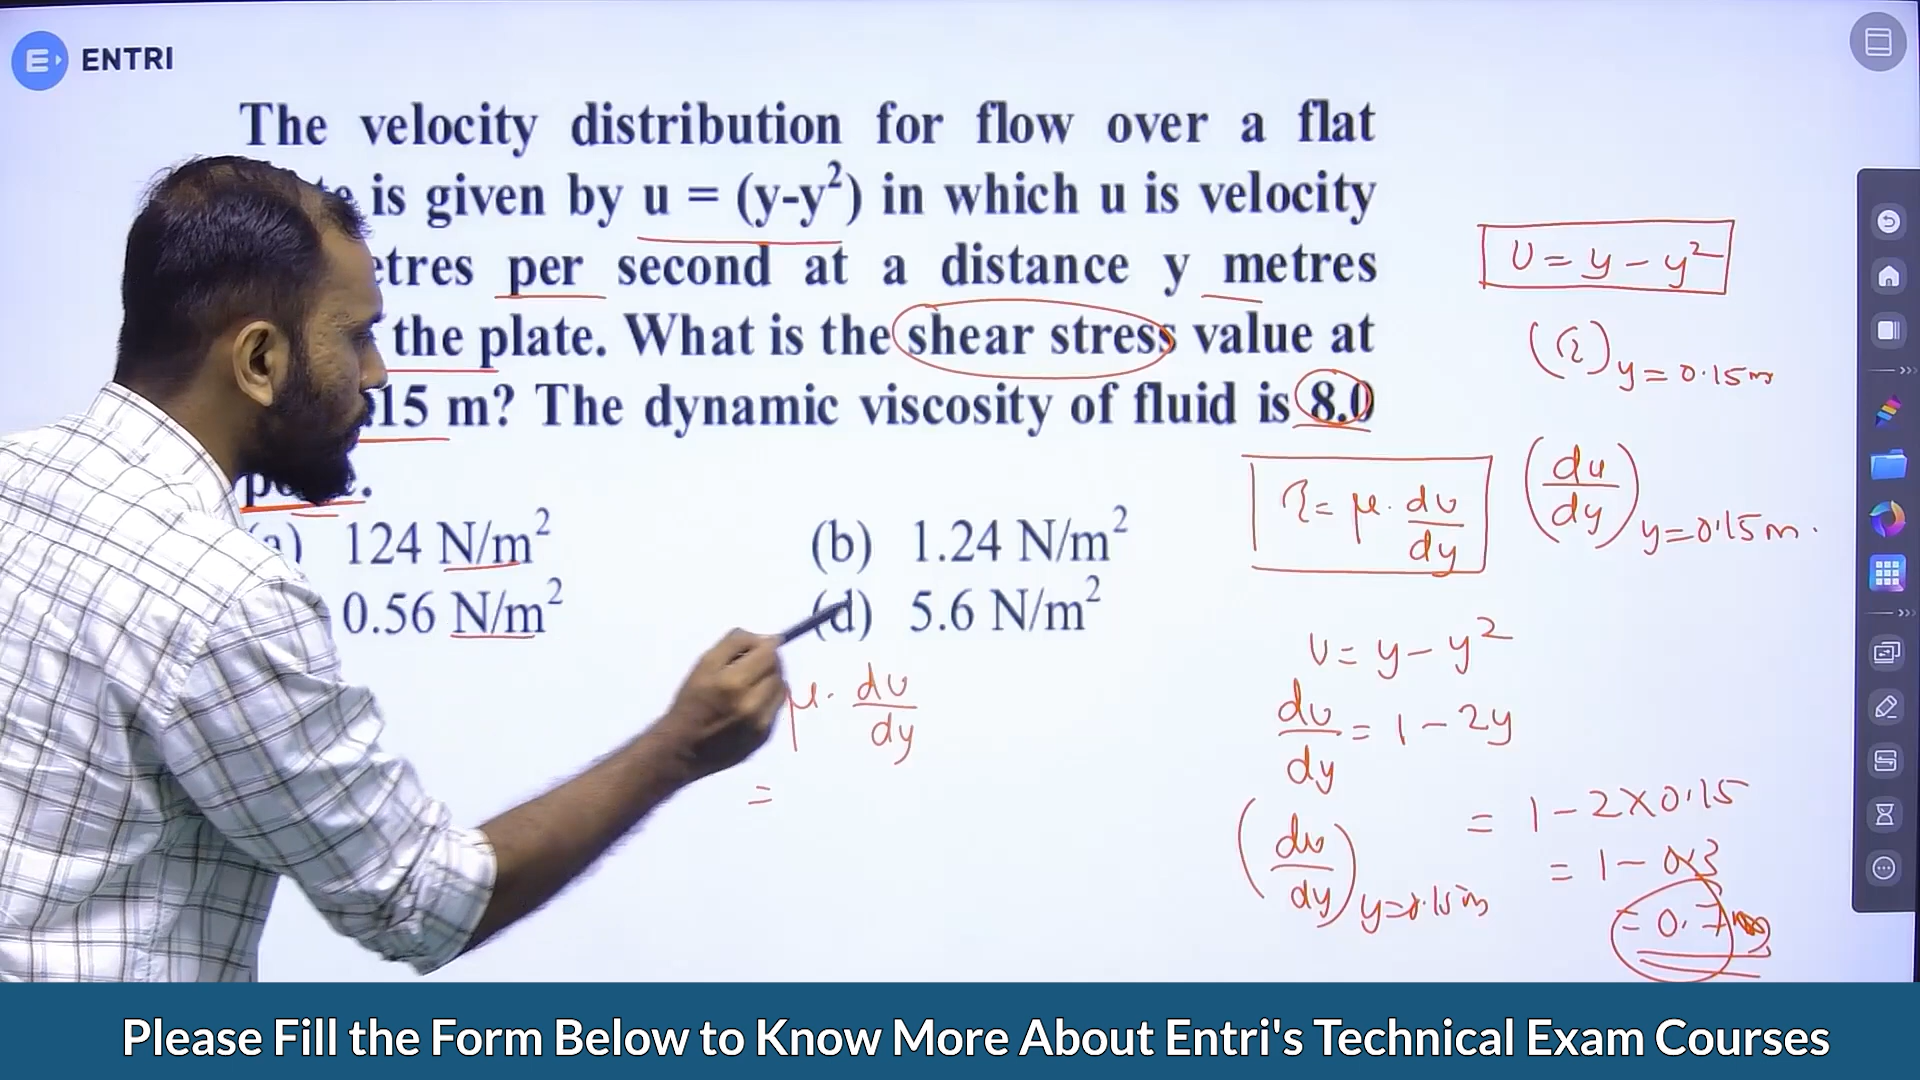 ENTRI
The velocity distribution for flow over a flat
is given by u = (y-y²) in which u is velocity
etres per second at a distance y metres
the plate. What is the shear stress value at
15 m? The dynamic viscosity of fluid is 8.0
(a) 124 N/m² (b) 1.24 N/m²
0.56 N/m² (d) 5.6 N/m²
U = y - y²
(τ) y = 0.15m
τ = μ. du/dy
(du/dy) y=0.15m.
μ. du/dy
=
U = y - y²
du/dy = 1 - 2y
(du/dy) y=0.15m = 1 - 2×0.15
= 1 - 0.3
= 0.7
Please Fill the Form Below to Know More About Entri's Technical Exam Courses